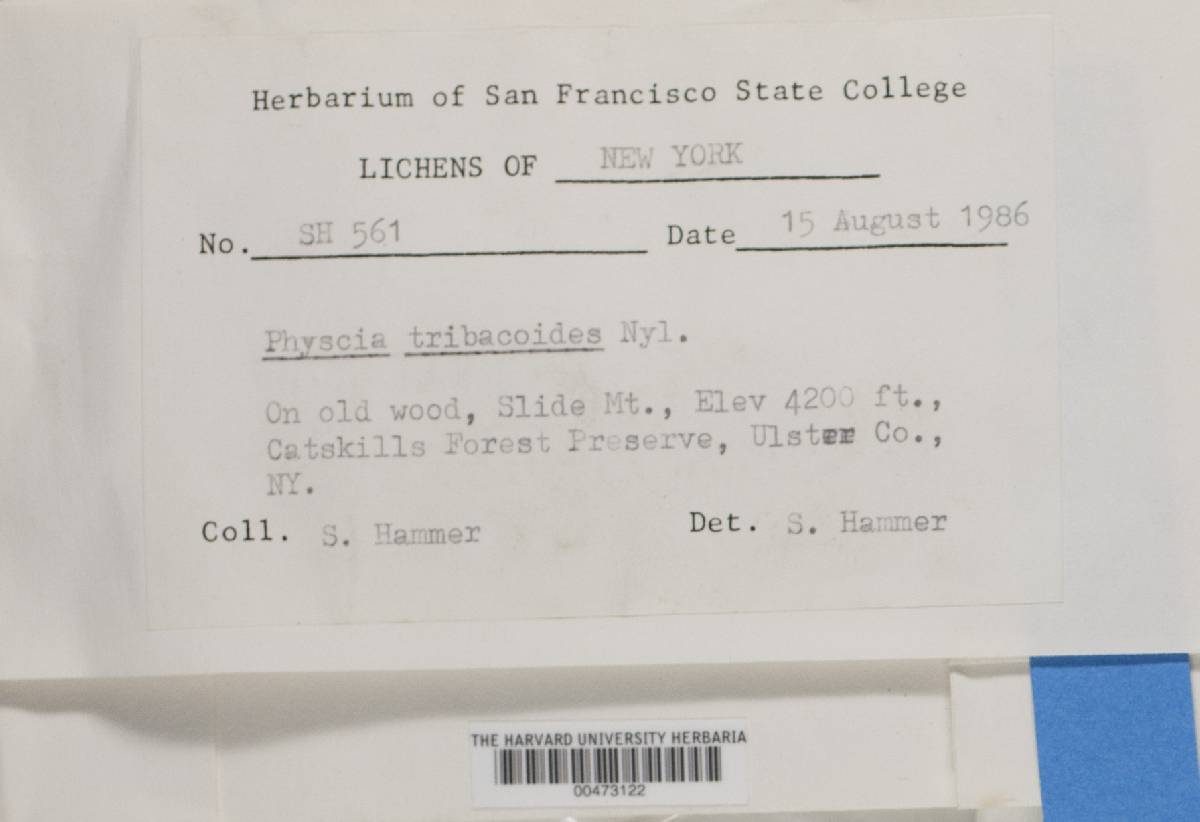 Herbarium of San Francisco State College
LICHENS OF NEW YORK
No. SH 561 Date 15 August 1986
Physcia tribacoides Nyl.
On old wood, Slide Mt., Elev 4200 ft.,
Catskills Forest Preserve, Ulster Co.,
NY.
Coll. S. Hammer Det. S. Hammer
THE HARVARD UNIVERSITY HERBARIA
00473122